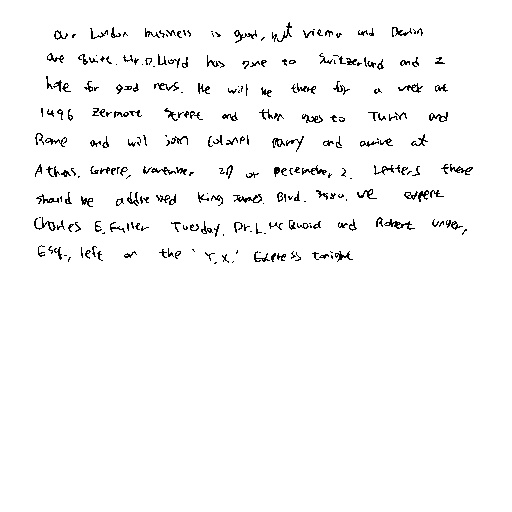 Our London business is good, but Viena and Berlin
are quite. Mr. D. Lloyd has gone to Switzerland and I
hope for good news. He will be there for a week at
1496 Zermott Street and then goes to Turin and
Rome and will join Colonel Parry and arrive at
Athens, Greece, November 27 or December 2. Letters there
should be addressed King James Blvd. 3580. We expect
Charles E. Fuller Tuesday. Dr. L. McQuaid and Robert Unger,
Esq., left on the 'Y.X.' Express tonight